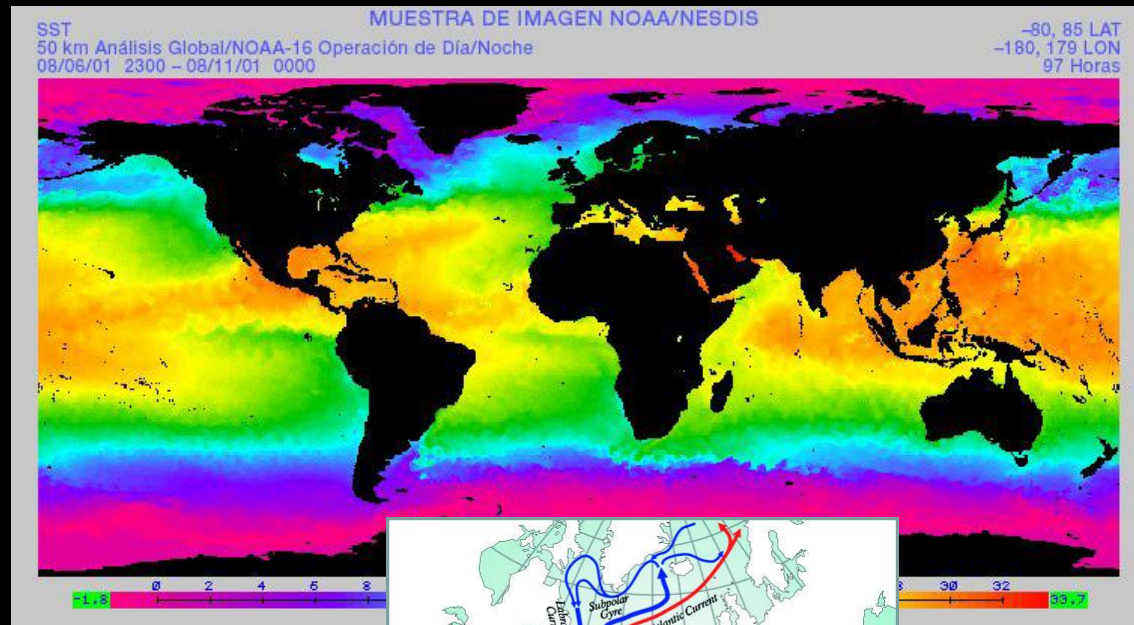 MUESTRA DE IMAGEN NOAA/NESDIS
SST
50 km Análisis Global/NOAA-16 Operación de Día/Noche
08/06/01 2300 – 08/11/01 0000
–80, 85 LAT
–180, 179 LON
97 Horas
-1.8 0 2 4 6 8 30 32 33.7
Subpolar
Gyre